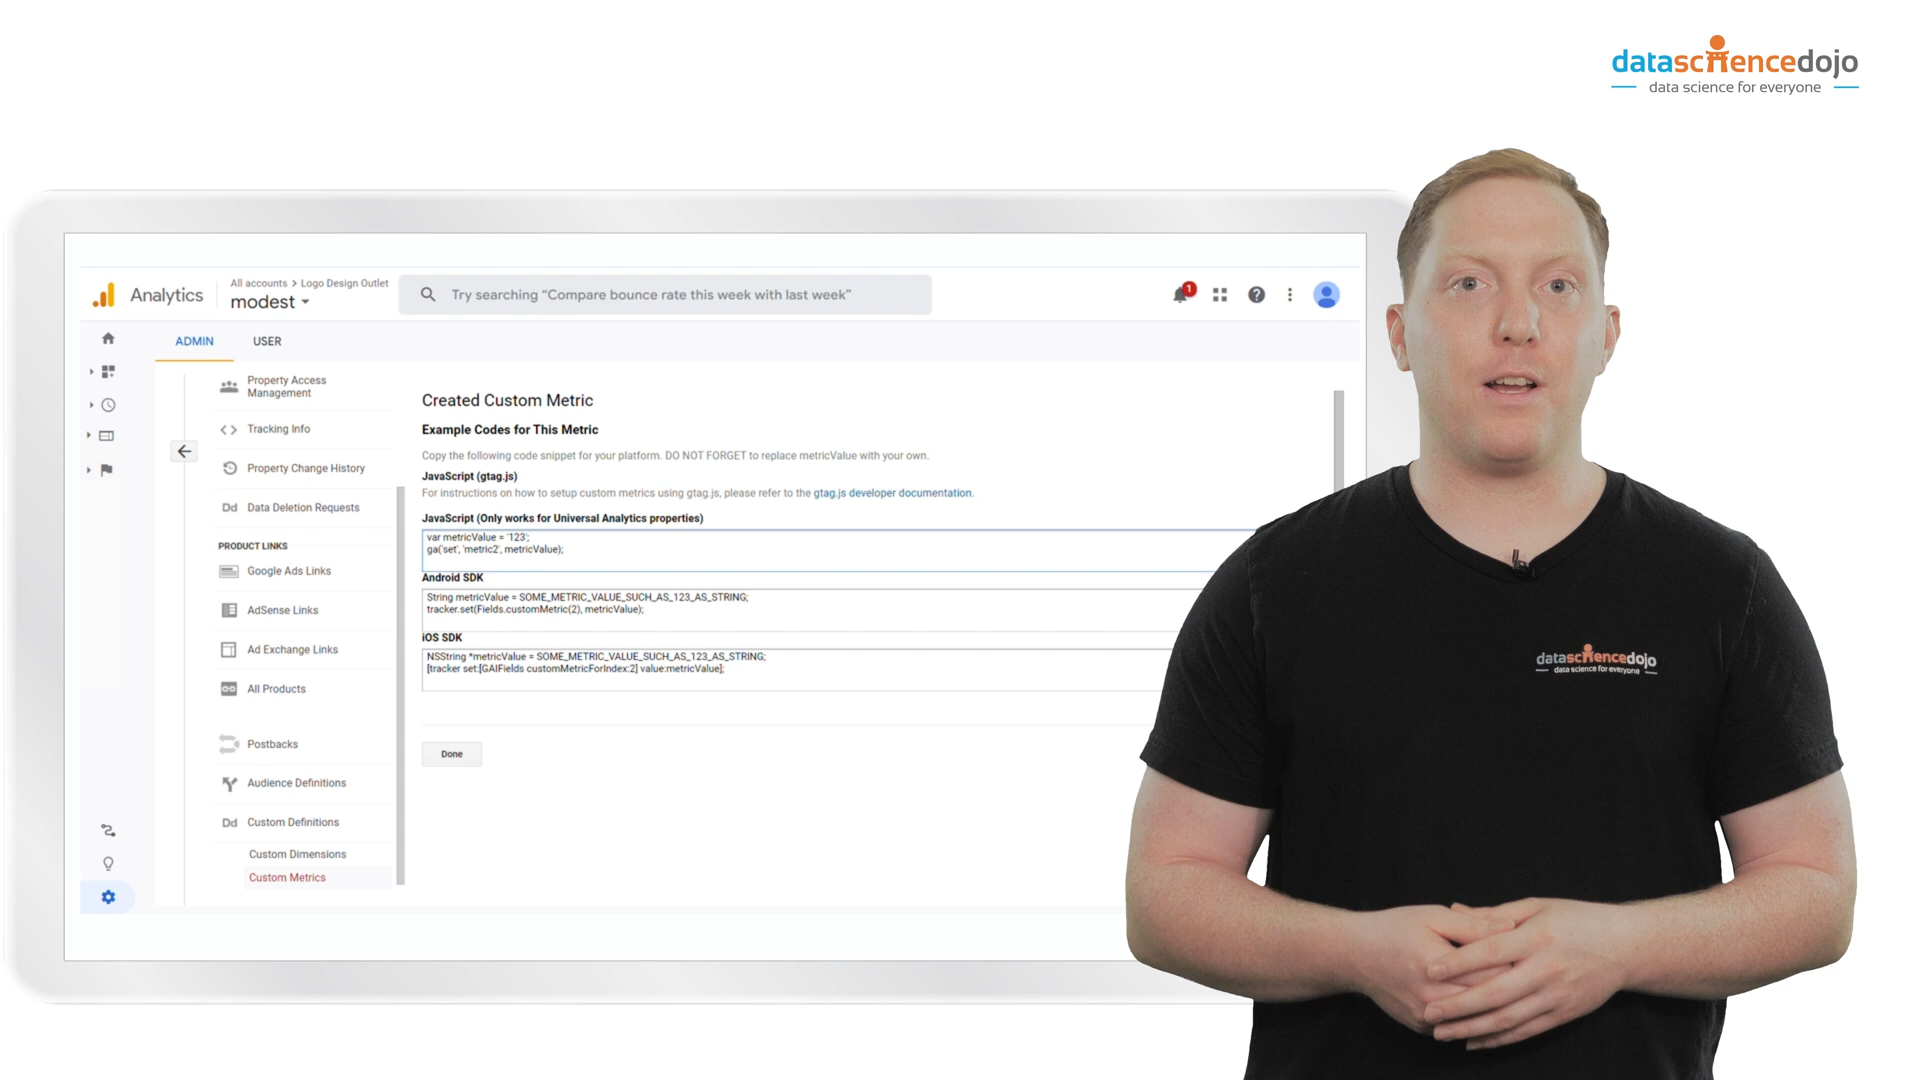 datasciencedojo
data science for everyone
Analytics
All accounts > Logo Design Outlet
modest
Try searching “Compare bounce rate this week with last week”
1
ADMIN
USER
Property Access
Management
Tracking Info
Property Change History
Dd Data Deletion Requests
PRODUCT LINKS
Google Ads Links
AdSense Links
Ad Exchange Links
All Products
Postbacks
Audience Definitions
Dd Custom Definitions
Custom Dimensions
Custom Metrics
Created Custom Metric
Example Codes for This Metric
Copy the following code snippet for your platform. DO NOT FORGET to replace metricValue with your own.
JavaScript (gtag.js)
For instructions on how to setup custom metrics using gtag.js, please refer to the gtag.js developer documentation.
JavaScript (Only works for Universal Analytics properties)
var metricValue = '123';
ga('set', 'metric2', metricValue);
Android SDK
String metricValue = SOME_METRIC_VALUE_SUCH_AS_123_AS_STRING;
tracker.set(Fields.customMetric(2), metricValue);
iOS SDK
NSString *metricValue = SOME_METRIC_VALUE_SUCH_AS_123_AS_STRING;
[tracker set:[GAIFields customMetricForIndex:2] value:metricValue];
Done
datasciencedojo
data science for everyone